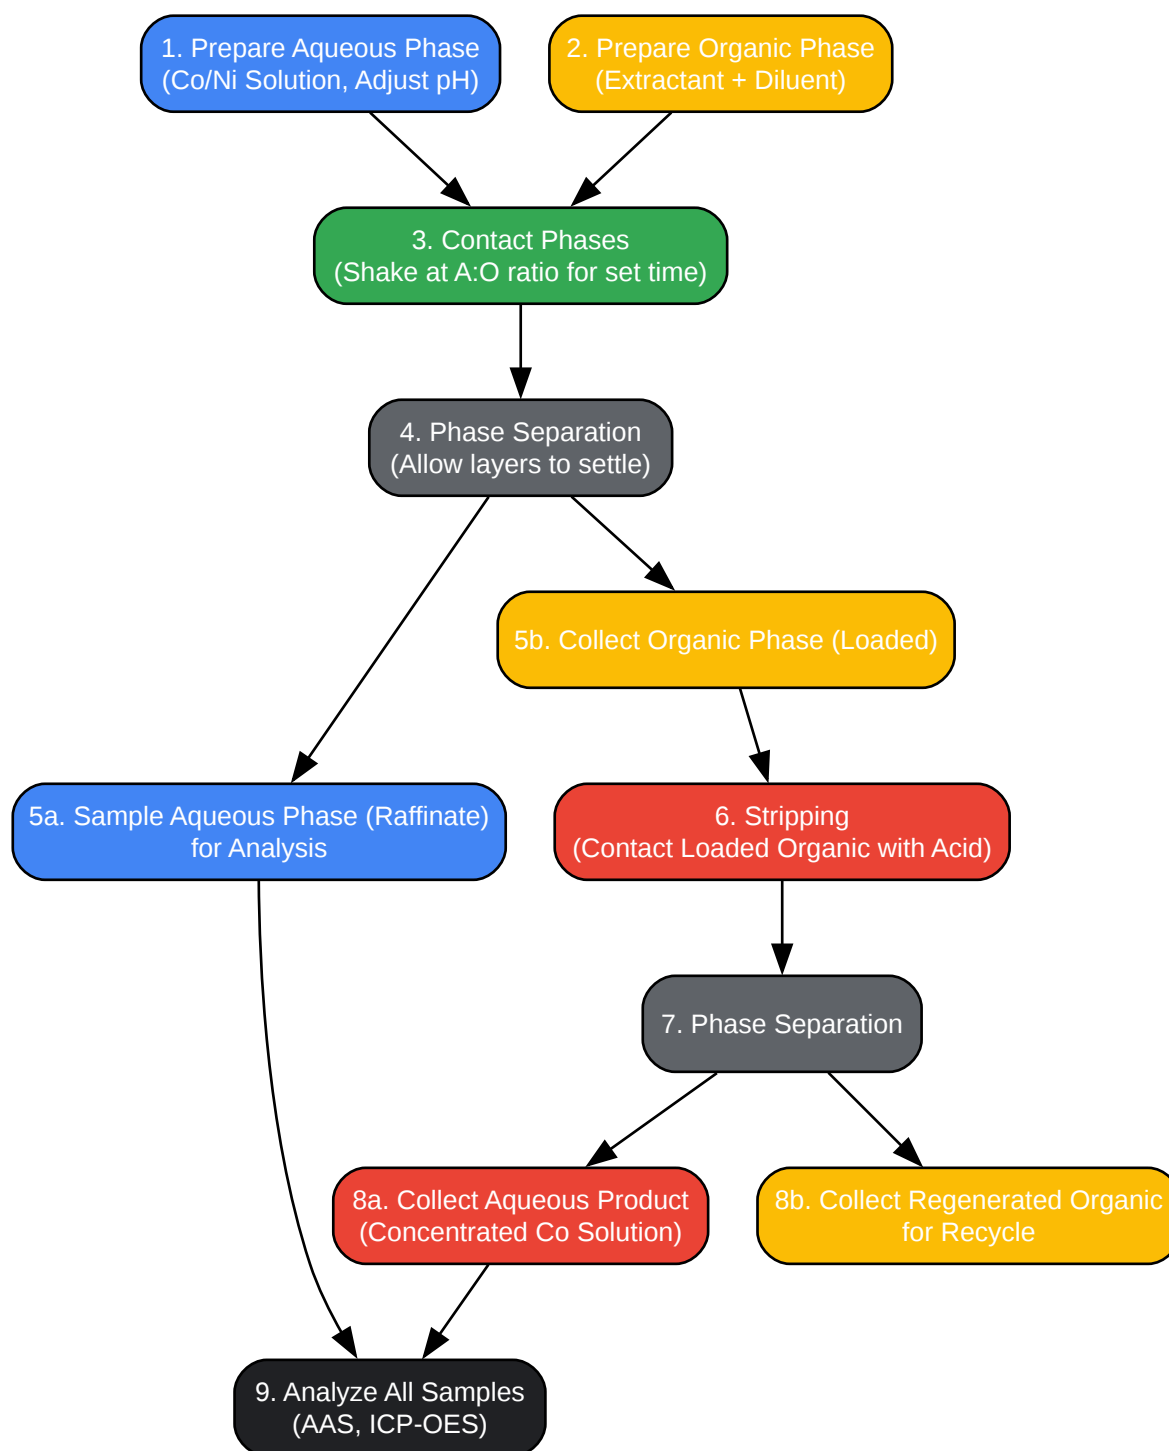 1. Prepare Aqueous Phase
(Co/Ni Solution, Adjust pH)
2. Prepare Organic Phase
(Extractant + Diluent)
3. Contact Phases
(Shake at A:O ratio for set time)
4. Phase Separation
(Allow layers to settle)
5b. Collect Organic Phase (Loaded)
5a. Sample Aqueous Phase (Raffinate)
for Analysis
6. Stripping
(Contact Loaded Organic with Acid)
7. Phase Separation
8a. Collect Aqueous Product
(Concentrated Co Solution)
8b. Collect Regenerated Organic
for Recycle
9. Analyze All Samples
(AAS, ICP-OES)